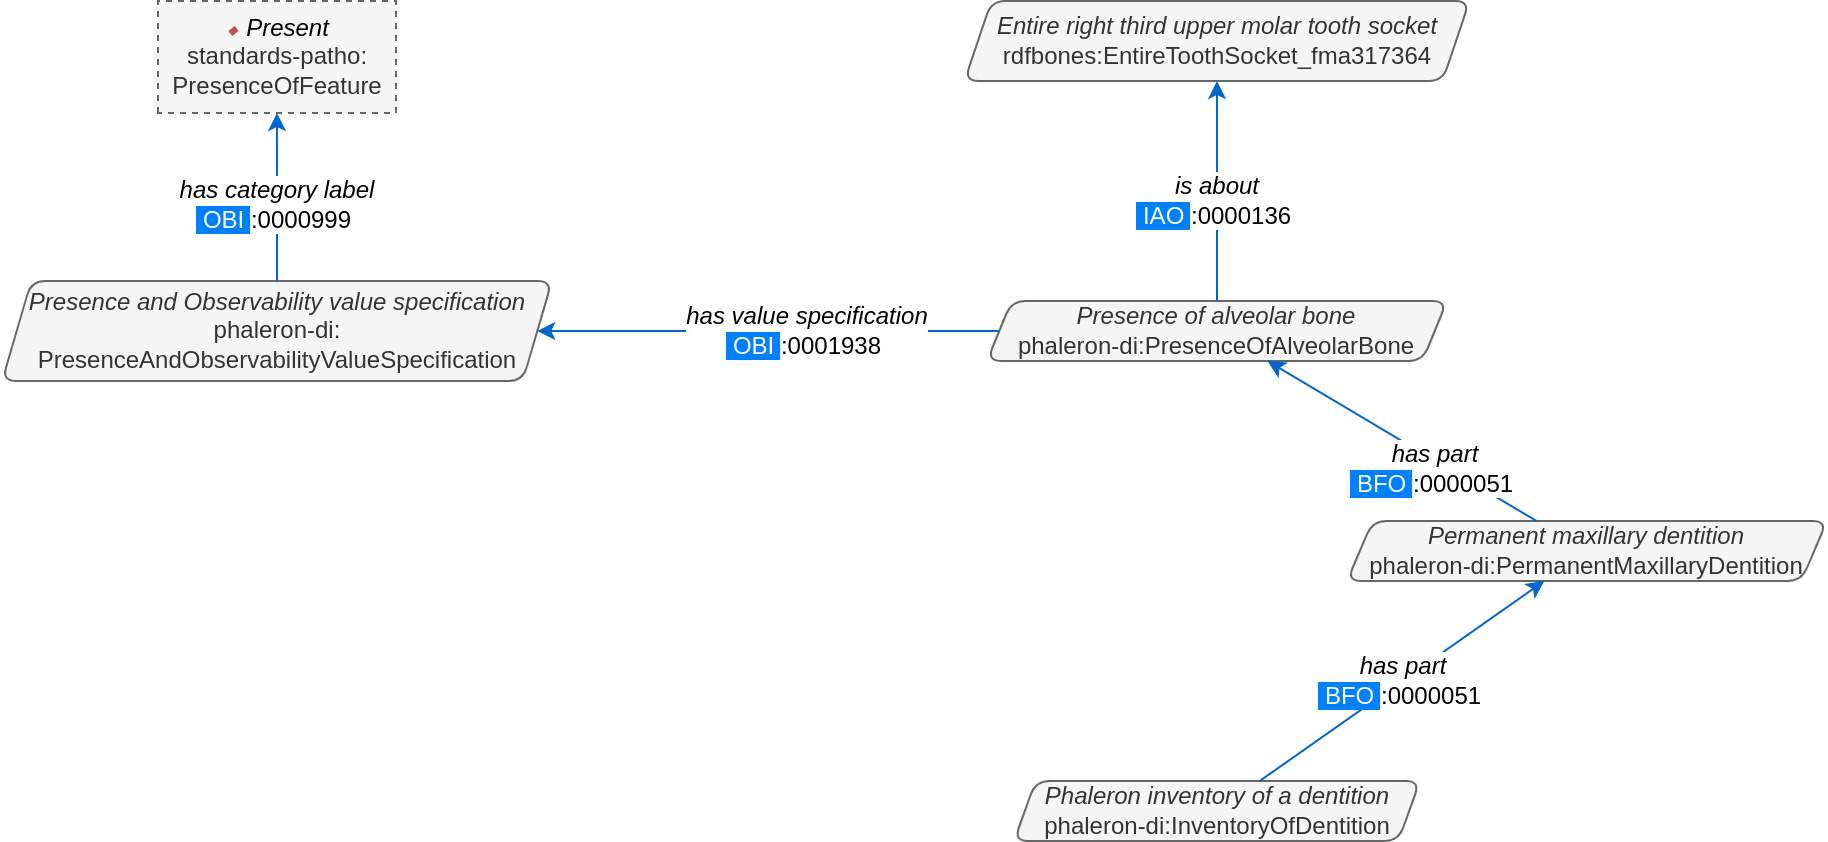 Present
standards-patho:
PresenceOfFeature
Entire right third upper molar tooth socket
rdfbones:EntireToothSocket_fma317364
has category label
OBI :0000999
is about
IAO :0000136
Presence and Observability value specification
phaleron-di:
PresenceAndObservabilityValueSpecification
has value specification
OBI :0001938
Presence of alveolar bone
phaleron-di:PresenceOfAlveolarBone
has part
BFO :0000051
Permanent maxillary dentition
phaleron-di:PermanentMaxillaryDentition
has part
BFO :0000051
Phaleron inventory of a dentition
phaleron-di:InventoryOfDentition